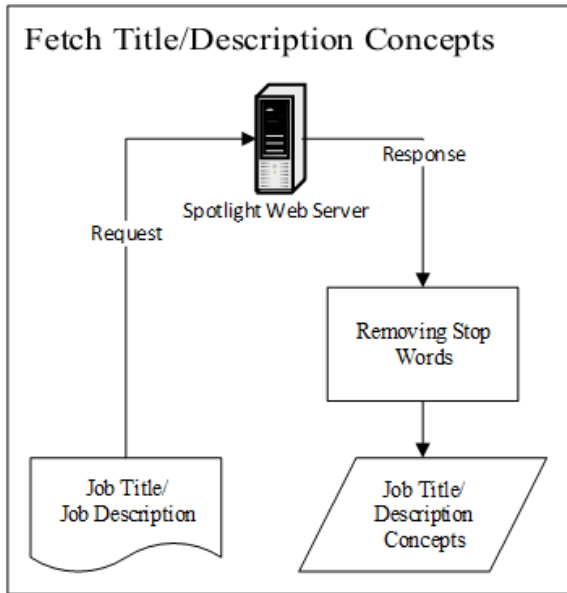 Fetch Title/Description Concepts
Response
Spotlight Web Server
Request
Removing Stop
Words
Job Title/
Job Description
Job Title/
Description
Concepts